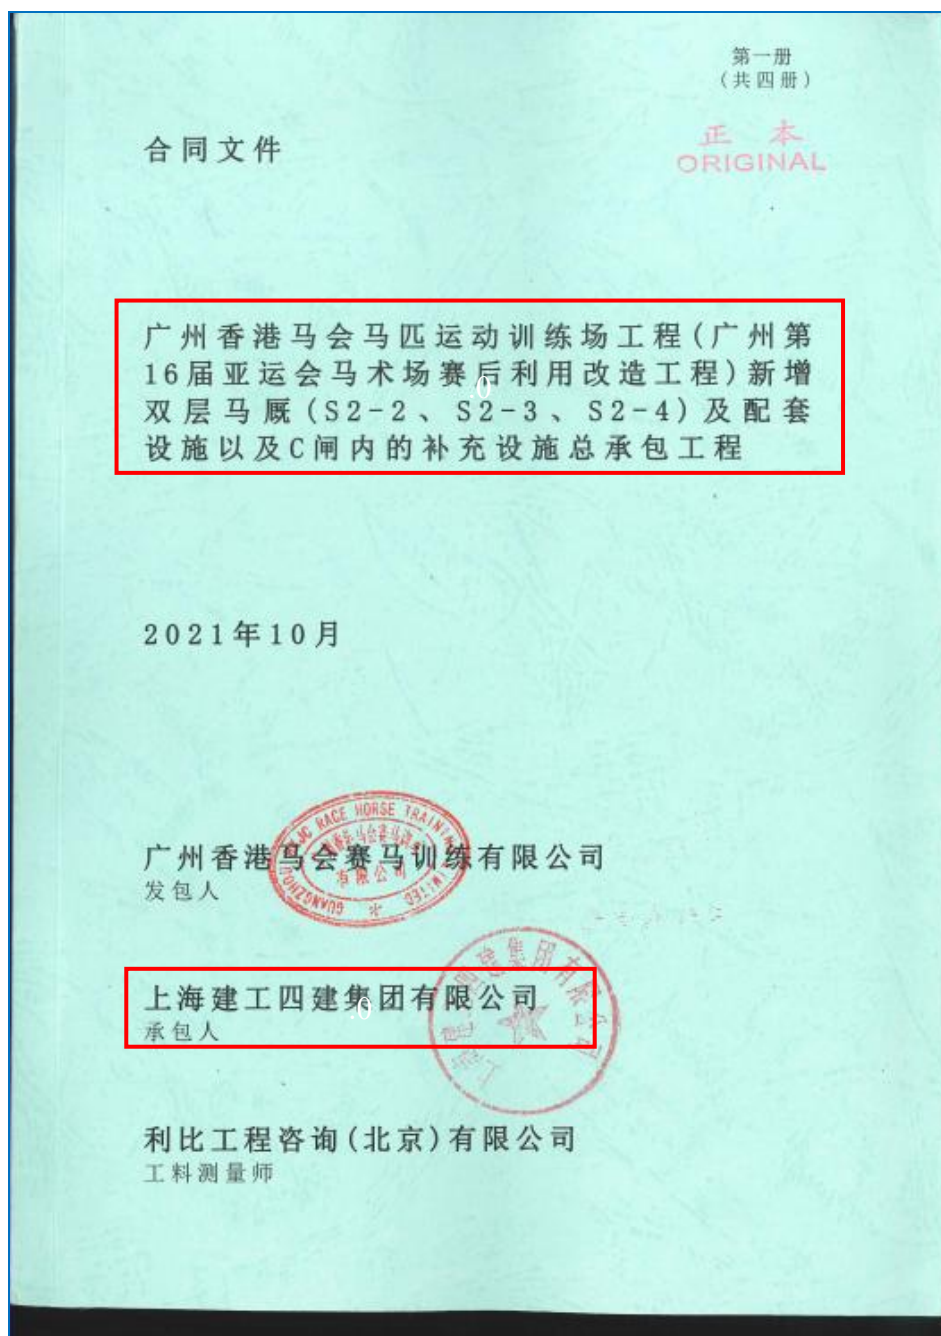 第一册
(共四册)
正 本
ORIGINAL
合同文件
广州香港马会马匹运动训练场工程(广州第
16届亚运会马术场赛后利用改造工程)新增
双层马厩(S2-2、S2-3、S2-4)及配套
设施以及C闸内的补充设施总承包工程
2021年10月
广州香港马会赛马训练有限公司
发包人
有限公司
上海建工四建集团有限公司
承包人
利比工程咨询(北京)有限公司
工料测量师